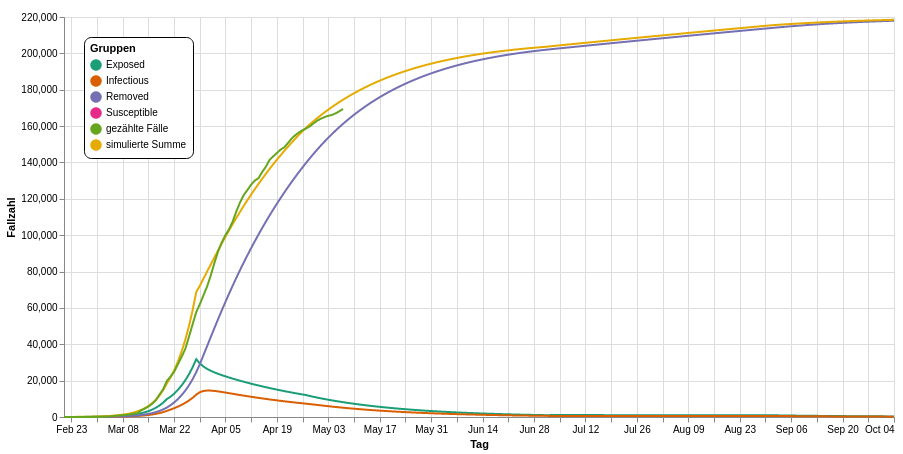 220,000
200,000
180,000
160,000
140,000
120,000
100,000
80,000
60,000
40,000
20,000
0
Fallzahl
Gruppen
Exposed
Infectious
Removed
Susceptible
gezählte Fälle
simulierte Summe
Feb 23 Mar 08 Mar 22 Apr 05 Apr 19 May 03 May 17 May 31 Jun 14 Jun 28 Jul 12 Jul 26 Aug 09 Aug 23 Sep 06 Sep 20 Oct 04
Tag